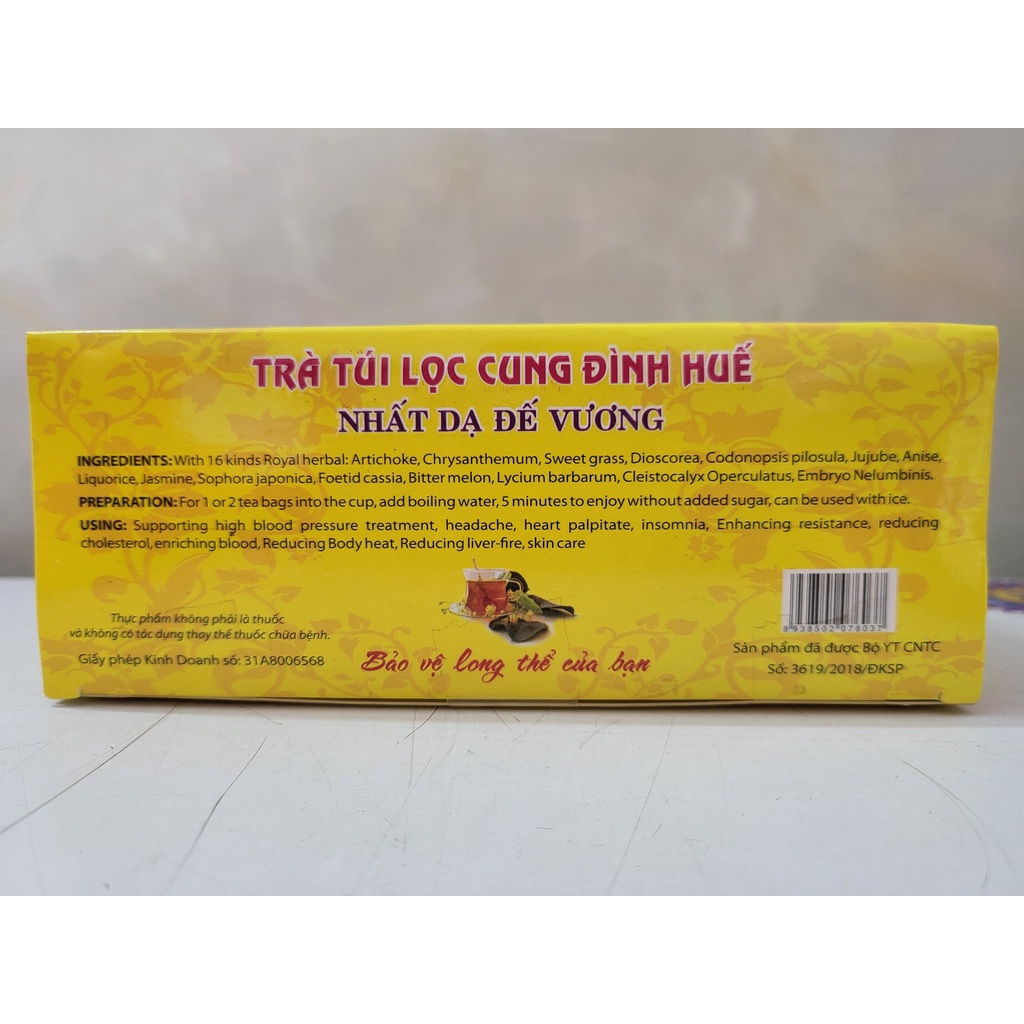 TRÀ TÚI LỌC CUNG ĐÌNH HUẾ
NHẤT DẠ ĐẾ VƯƠNG
INGREDIENTS: With 16 kinds Royal herbal: Artichoke, Chrysanthemum, Sweet grass, Dioscorea, Codonopsis pilosula, Jujube, Anise,
Liquorice, Jasmine, Sophora japonica, Foetid cassia, Bitter melon, Lycium barbarum, Cleistocalyx Operculatus, Embryo Nelumbinis.
PREPARATION: For 1 or 2 tea bags into the cup, add boiling water, 5 minutes to enjoy without added sugar, can be used with ice.
USING: Supporting high blood pressure treatment, headache, heart palpitate, insomnia, Enhancing resistance, reducing
cholesterol, enriching blood, Reducing Body heat, Reducing liver-fire, skin care
Thực phẩm không phải là thuốc
và không có tác dụng thay thế thuốc chữa bệnh.
Giấy phép Kinh Doanh số: 31A8006568
Bảo vệ long thể của bạn
8 938502 078037
Sản phẩm đã được Bộ YT CNTC
Số: 3619/2018/ĐKSP